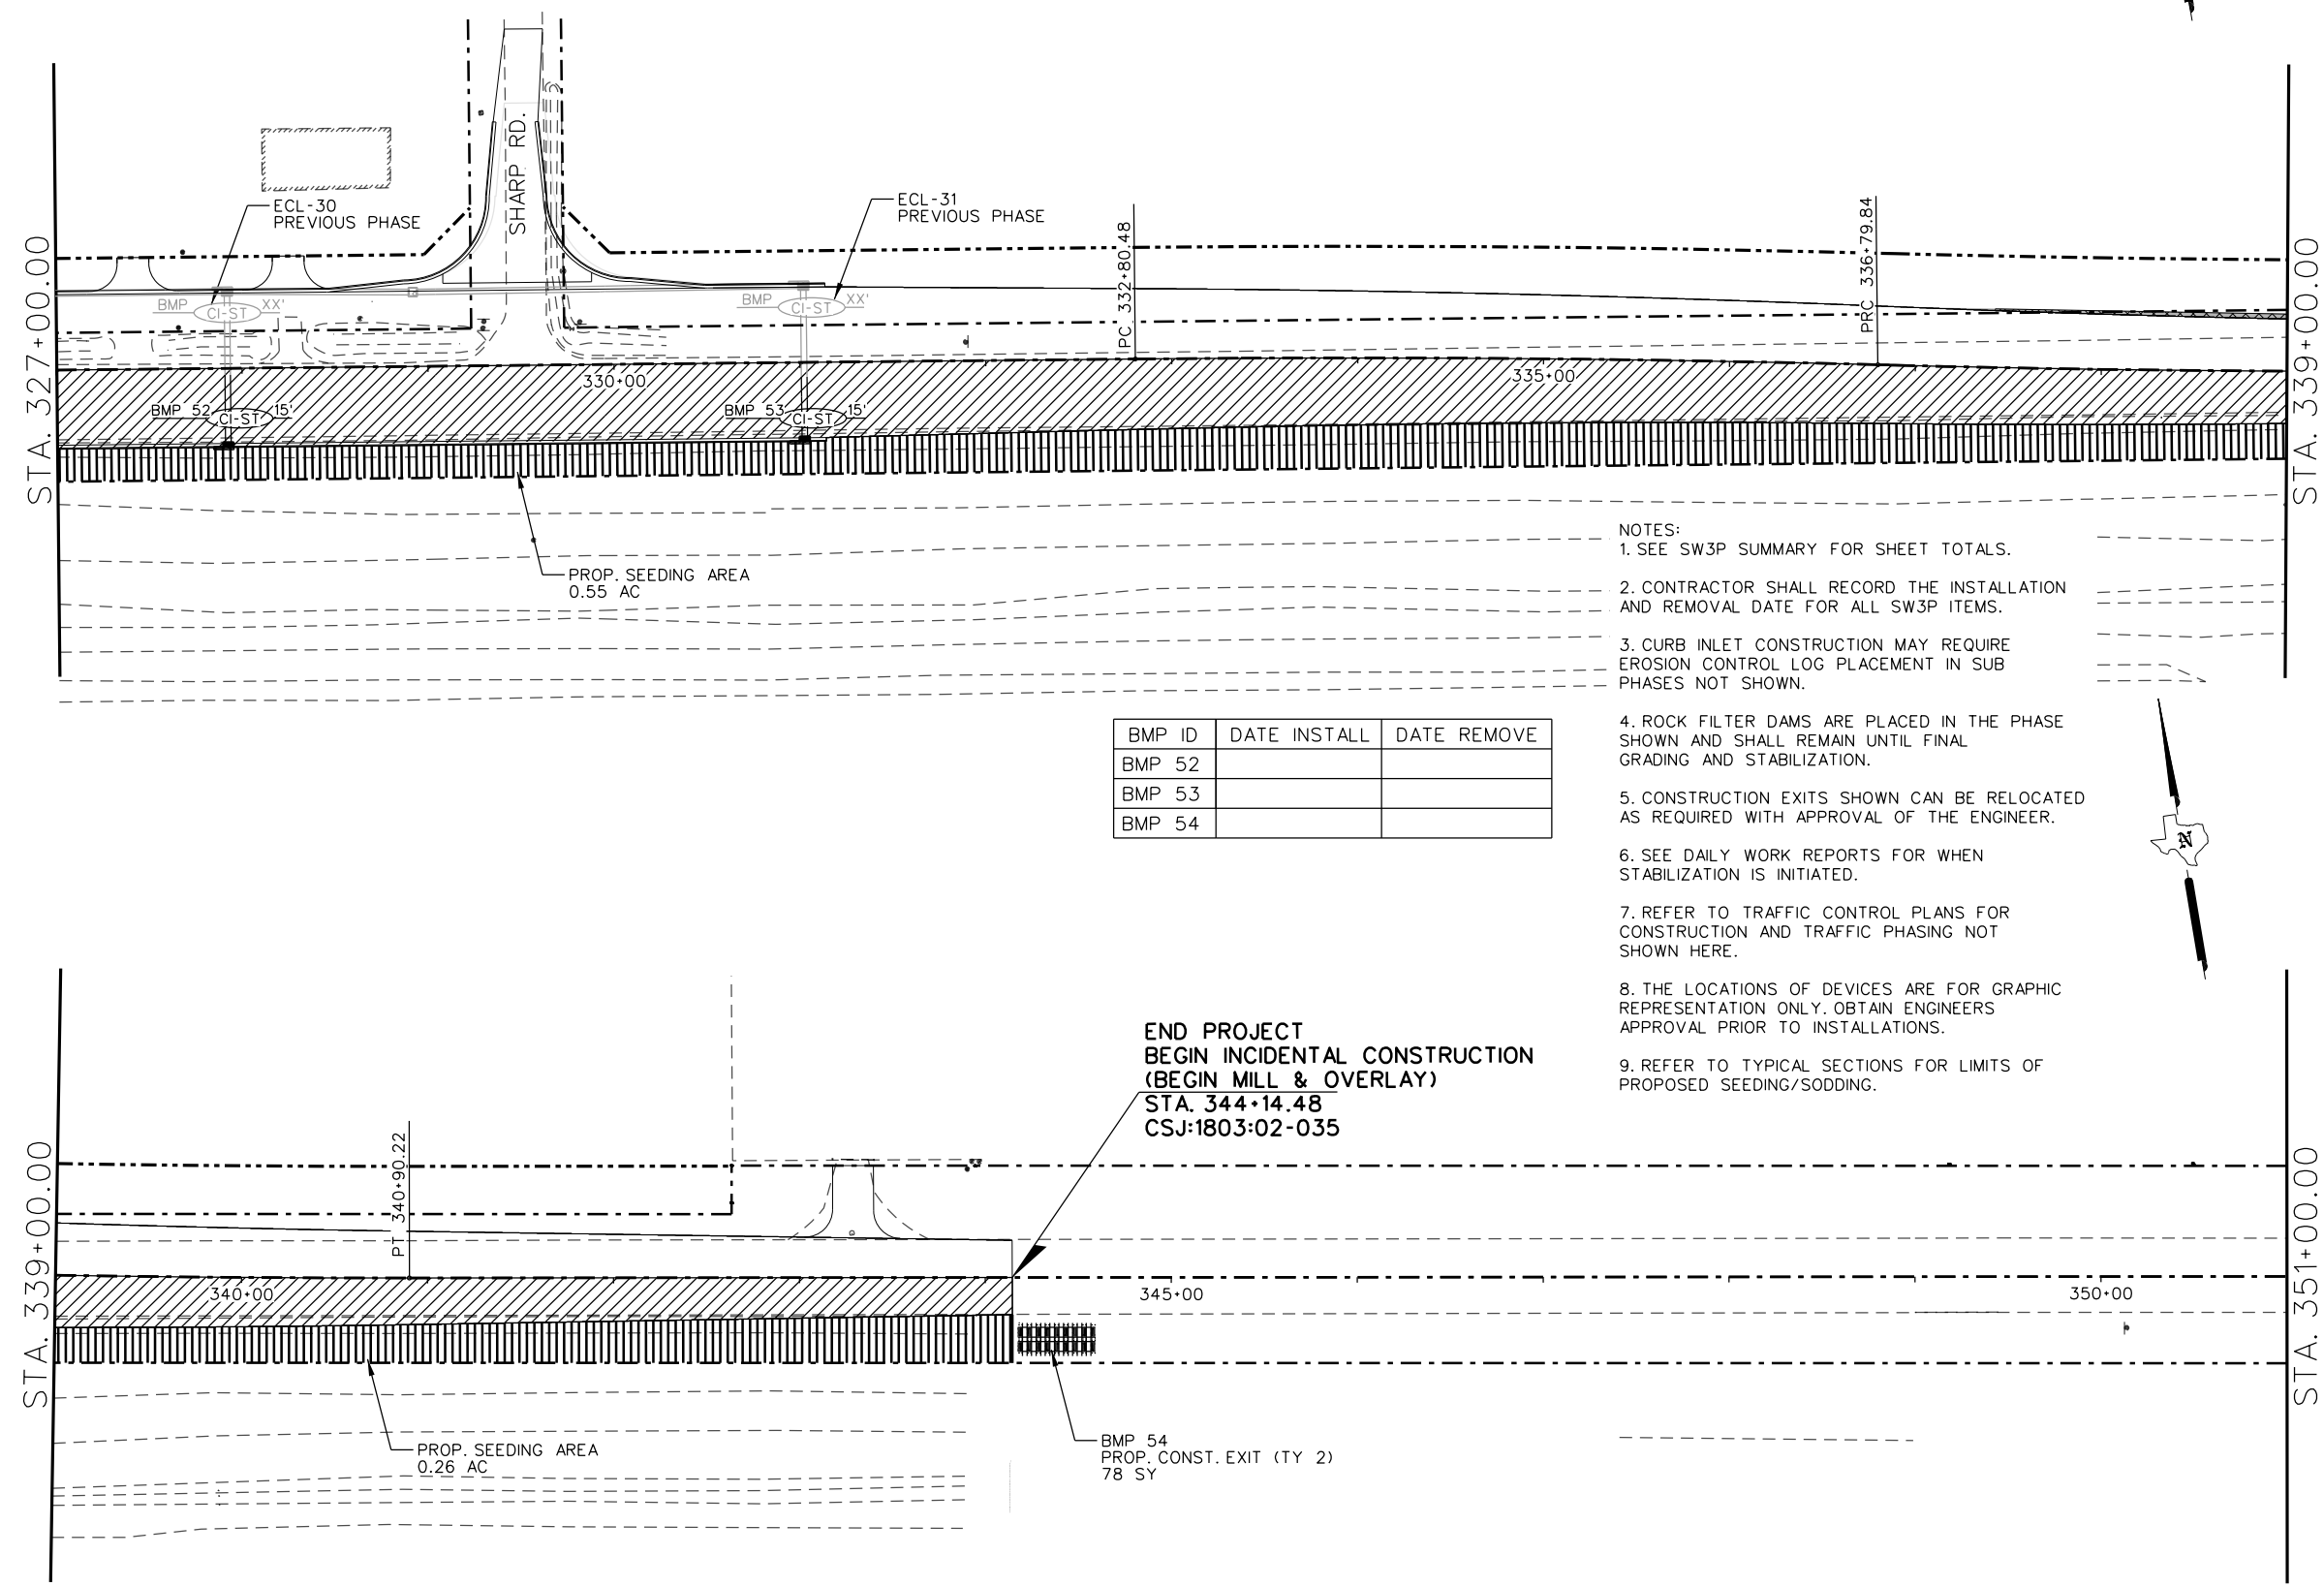 SHARP RD.
ECL-30
PREVIOUS PHASE
ECL-31
PREVIOUS PHASE
PC 332+80.48
PRC 336+79.84
STA. 327+00.00
STA. 339+00.00
BMP CI-ST XX'
BMP CI-ST XX'
330+00
335+00
BMP 52 CI-ST 15'
BMP 53 CI-ST 15'
PROP. SEEDING AREA
0.55 AC
NOTES:
1. SEE SW3P SUMMARY FOR SHEET TOTALS.
2. CONTRACTOR SHALL RECORD THE INSTALLATION
AND REMOVAL DATE FOR ALL SW3P ITEMS.
3. CURB INLET CONSTRUCTION MAY REQUIRE
EROSION CONTROL LOG PLACEMENT IN SUB
PHASES NOT SHOWN.
4. ROCK FILTER DAMS ARE PLACED IN THE PHASE
SHOWN AND SHALL REMAIN UNTIL FINAL
GRADING AND STABILIZATION.
5. CONSTRUCTION EXITS SHOWN CAN BE RELOCATED
AS REQUIRED WITH APPROVAL OF THE ENGINEER.
6. SEE DAILY WORK REPORTS FOR WHEN
STABILIZATION IS INITIATED.
7. REFER TO TRAFFIC CONTROL PLANS FOR
CONSTRUCTION AND TRAFFIC PHASING NOT
SHOWN HERE.
8. THE LOCATIONS OF DEVICES ARE FOR GRAPHIC
REPRESENTATION ONLY. OBTAIN ENGINEERS
APPROVAL PRIOR TO INSTALLATIONS.
9. REFER TO TYPICAL SECTIONS FOR LIMITS OF
PROPOSED SEEDING/SODDING.
BMP ID DATE INSTALL DATE REMOVE
BMP 52
BMP 53
BMP 54
N
END PROJECT
BEGIN INCIDENTAL CONSTRUCTION
(BEGIN MILL & OVERLAY)
STA. 344+14.48
CSJ:1803:02-035
STA. 339+00.00
PT 340+90.22
STA. 351+00.00
340+00
345+00
350+00
PROP. SEEDING AREA
0.26 AC
BMP 54
PROP. CONST. EXIT (TY 2)
78 SY